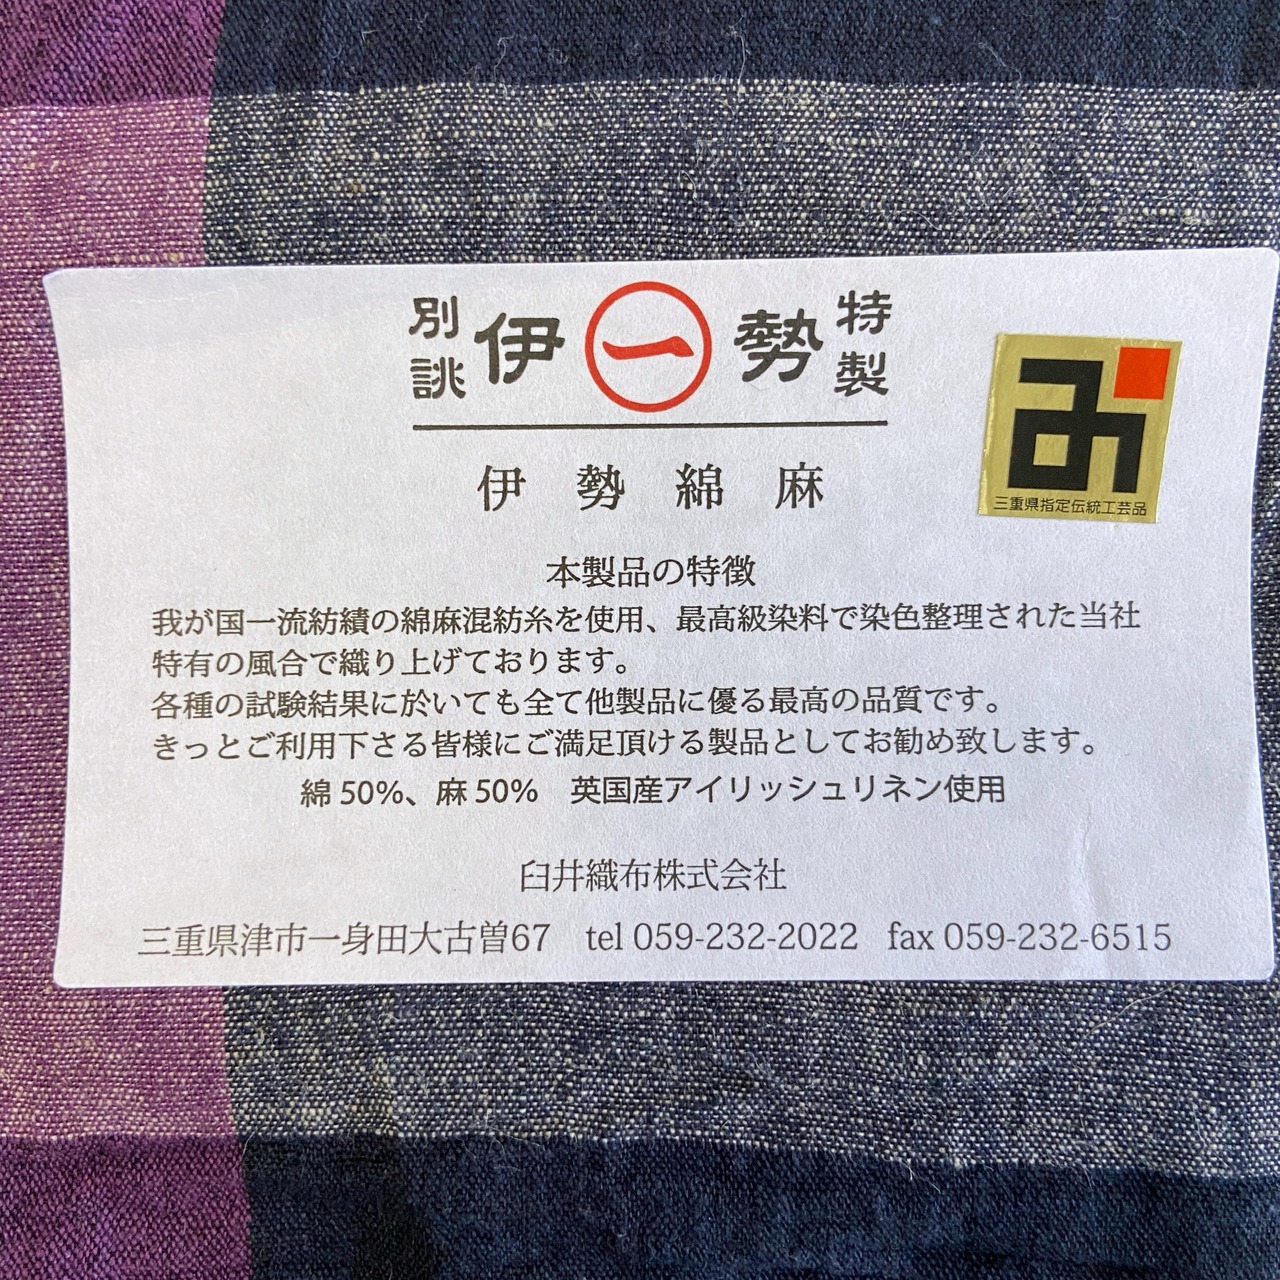 別誂 伊 一 勢 特製
伊勢綿麻
三重県指定伝統工芸品
本製品の特徴
我が国一流紡績の綿麻混紡糸を使用、最高級染料で染色整理された当社
特有の風合で織り上げております。
各種の試験結果に於いても全て他製品に優る最高の品質です。
きっとご利用下さる皆様にご満足頂ける製品としてお勧め致します。
綿50%、麻50%　英国産アイリッシュリネン使用
臼井織布株式会社
三重県津市一身田大古曽67　tel 059-232-2022　fax 059-232-6515